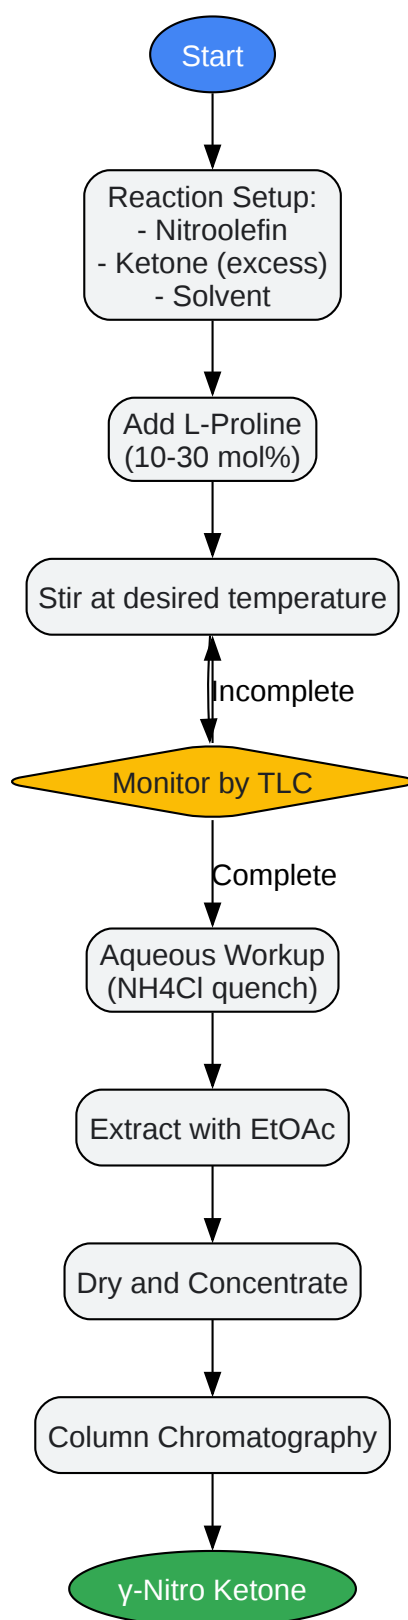 Start
Reaction Setup:
- Nitroolefin
- Ketone (excess)
- Solvent
Add L-Proline
(10-30 mol%)
Stir at desired temperature
Incomplete
Monitor by TLC
Complete
Aqueous Workup
(NH4Cl quench)
Extract with EtOAc
Dry and Concentrate
Column Chromatography
γ-Nitro Ketone